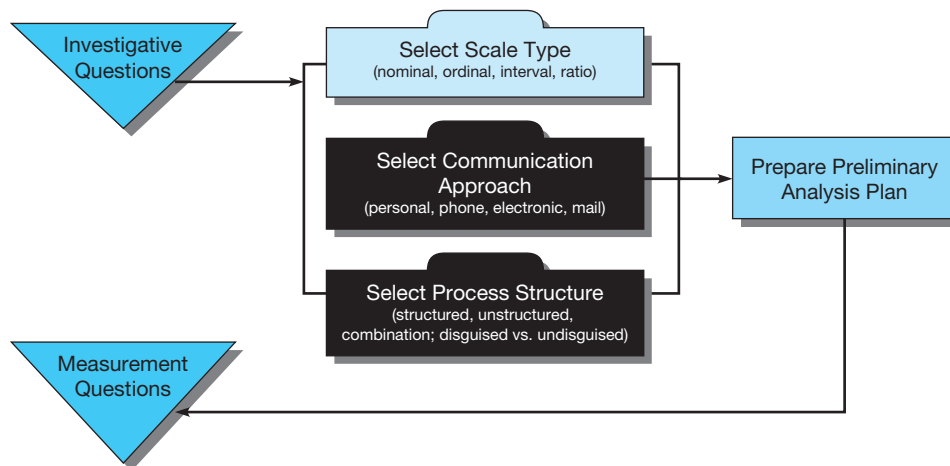 Investigative
Questions
Select Scale Type
(nominal, ordinal, interval, ratio)
Select Communication
Approach
(personal, phone, electronic, mail)
Prepare Preliminary
Analysis Plan
Select Process Structure
(structured, unstructured,
combination; disguised vs. undisguised)
Measurement
Questions